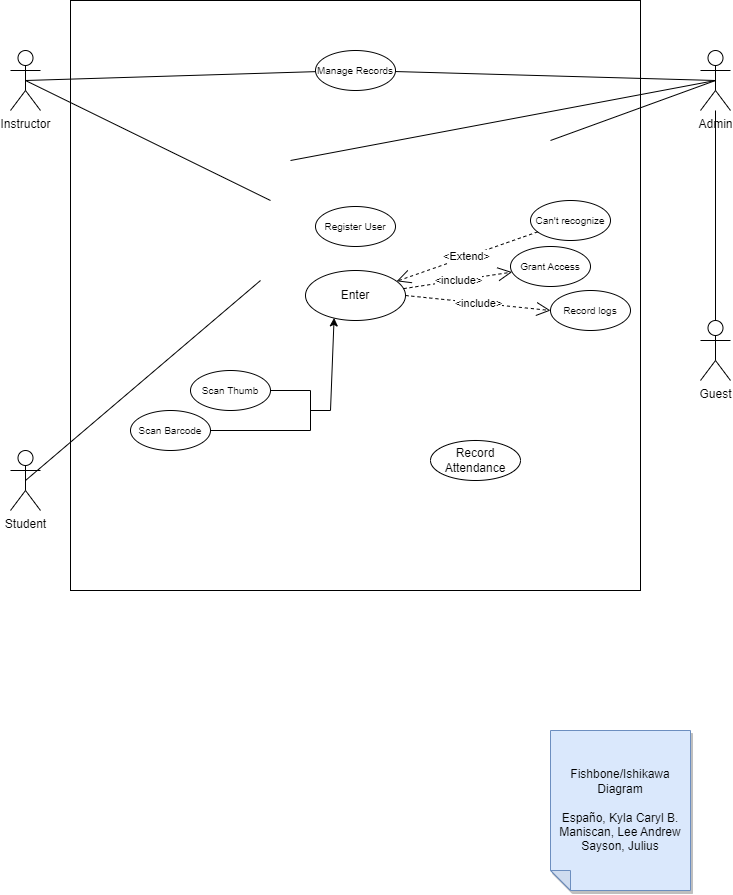 Manage Records
Instructor
Admin
Register User
Can't recognize
<Extend>
Grant Access
<include>
Enter
<include>
Record logs
Scan Thumb
Guest
Scan Barcode
Record
Attendance
Student
Fishbone/Ishikawa
Diagram
Españo, Kyla Caryl B.
Maniscan, Lee Andrew
Sayson, Julius